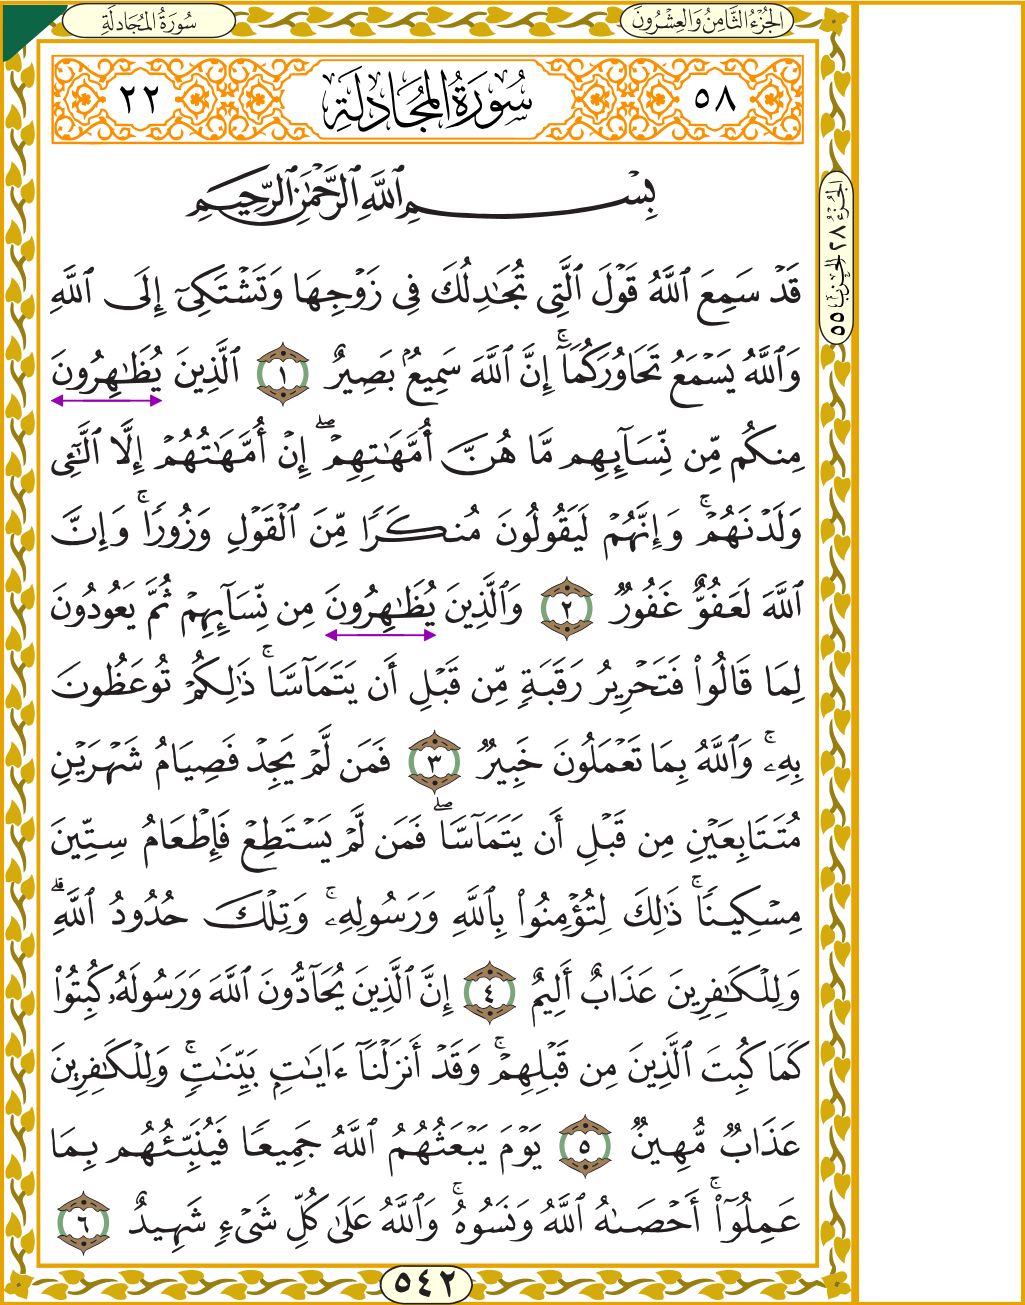 الجُزْءُ الثَّامِنُ وَالعِشْرُونَ
سُورَةُ المُجَادلَةِ
٥٨
سُورَةُ المُجَادلَةِ
٢٢
بِسْمِ ٱللَّهِ ٱلرَّحْمَٰنِ ٱلرَّحِيمِ
قَدْ سَمِعَ ٱللَّهُ قَوْلَ ٱلَّتِى تُجَٰدِلُكَ فِى زَوْجِهَا وَتَشْتَكِىٓ إِلَى ٱللَّهِ
وَٱللَّهُ يَسْمَعُ تَحَاوُرَكُمَآ ۚ إِنَّ ٱللَّهَ سَمِيعٌۢ بَصِيرٌ ١ ٱلَّذِينَ يُظَٰهِرُونَ
مِنكُم مِّن نِّسَآئِهِم مَّا هُنَّ أُمَّهَٰتِهِمْ ۖ إِنْ أُمَّهَٰتُهُمْ إِلَّا ٱلَّٰٓـِٔى
وَلَدْنَهُمْ ۚ وَإِنَّهُمْ لَيَقُولُونَ مُنكَرًا مِّنَ ٱلْقَوْلِ وَزُورًا ۚ وَإِنَّ
ٱللَّهَ لَعَفُوٌّ غَفُورٌ ٢ وَٱلَّذِينَ يُظَٰهِرُونَ مِن نِّسَآئِهِمْ ثُمَّ يَعُودُونَ
لِمَا قَالُوا۟ فَتَحْرِيرُ رَقَبَةٍ مِّن قَبْلِ أَن يَتَمَآسَّا ۚ ذَٰلِكُمْ تُوعَظُونَ
بِهِۦ ۚ وَٱللَّهُ بِمَا تَعْمَلُونَ خَبِيرٌ ٣ فَمَن لَّمْ يَجِدْ فَصِيَامُ شَهْرَيْنِ
مُتَتَابِعَيْنِ مِن قَبْلِ أَن يَتَمَآسَّا ۖ فَمَن لَّمْ يَسْتَطِعْ فَإِطْعَامُ سِتِّينَ
مِسْكِينًا ۚ ذَٰلِكَ لِتُؤْمِنُوا۟ بِٱللَّهِ وَرَسُولِهِۦ ۚ وَتِلْكَ حُدُودُ ٱللَّهِ ۗ
وَلِلْكَٰفِرِينَ عَذَابٌ أَلِيمٌ ٤ إِنَّ ٱلَّذِينَ يُحَآدُّونَ ٱللَّهَ وَرَسُولَهُۥ كُبِتُوا۟
كَمَا كُبِتَ ٱلَّذِينَ مِن قَبْلِهِمْ ۚ وَقَدْ أَنزَلْنَآ ءَايَٰتٍۭ بَيِّنَٰتٍ ۚ وَلِلْكَٰفِرِينَ
عَذَابٌ مُّهِينٌ ٥ يَوْمَ يَبْعَثُهُمُ ٱللَّهُ جَمِيعًا فَيُنَبِّئُهُم بِمَا
عَمِلُوٓا۟ ۚ أَحْصَىٰهُ ٱللَّهُ وَنَسُوهُ ۚ وَٱللَّهُ عَلَىٰ كُلِّ شَىْءٍ شَهِيدٌ ٦
الجُزْءُ ٢٨ الحِزْبُ ٥٥
٥٤٢